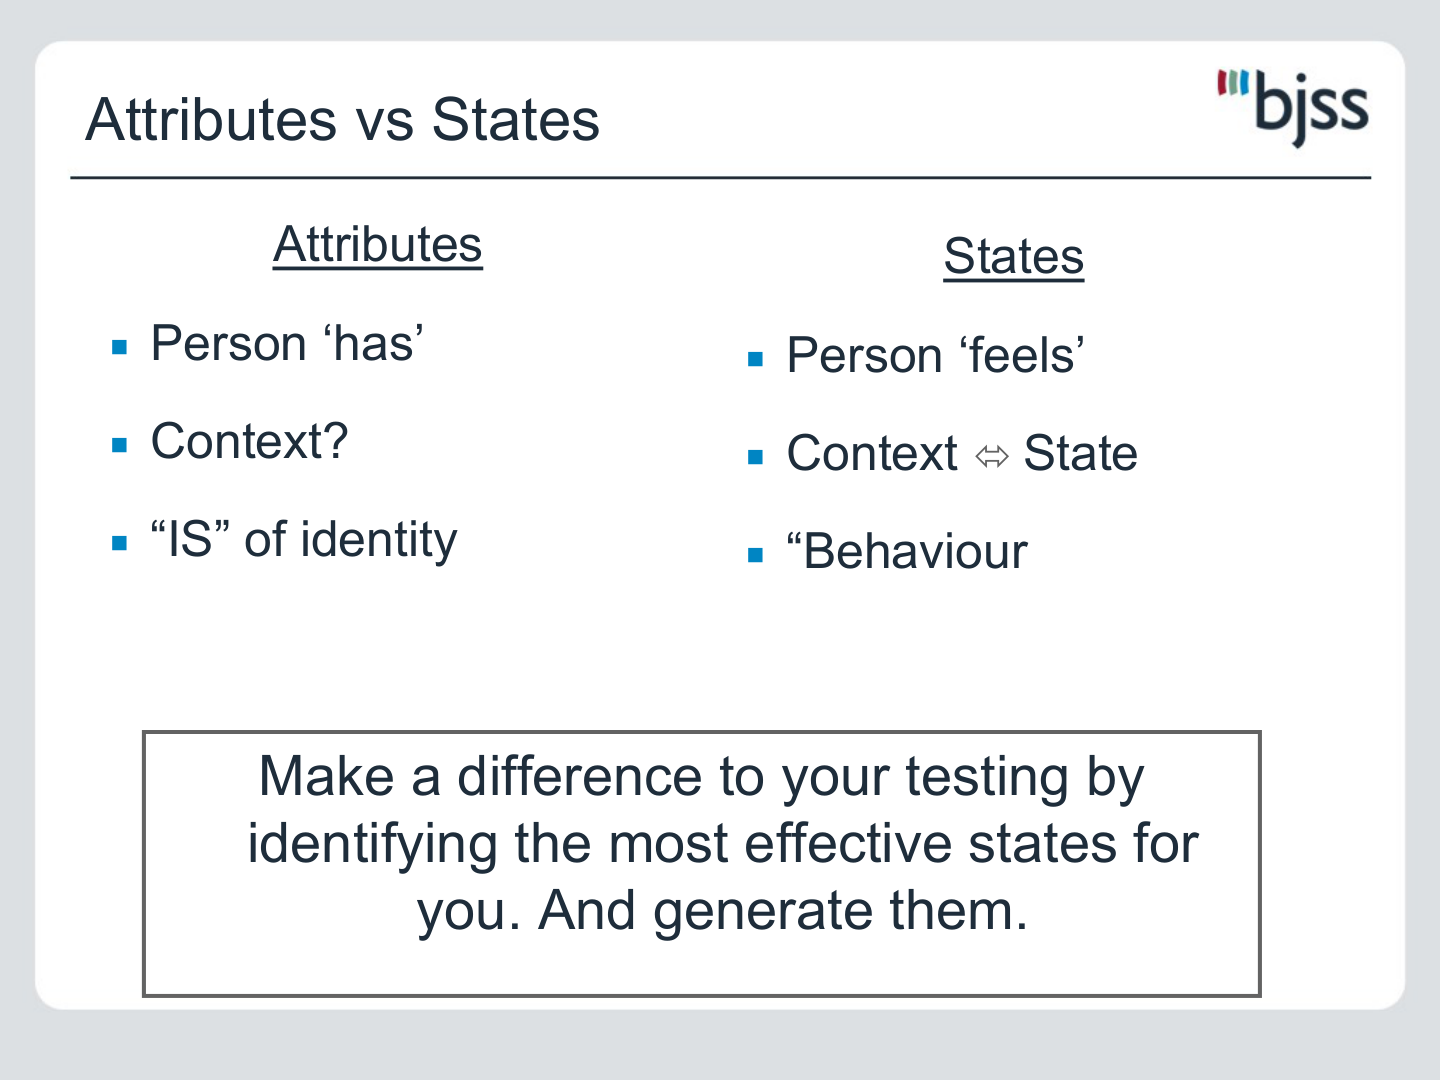 Attributes vs States
bjss
Attributes
Person ‘has’
Context?
“IS” of identity
States
Person ‘feels’
Context ⬄ State
“Behaviour
Make a difference to your testing by
identifying the most effective states for
you. And generate them.